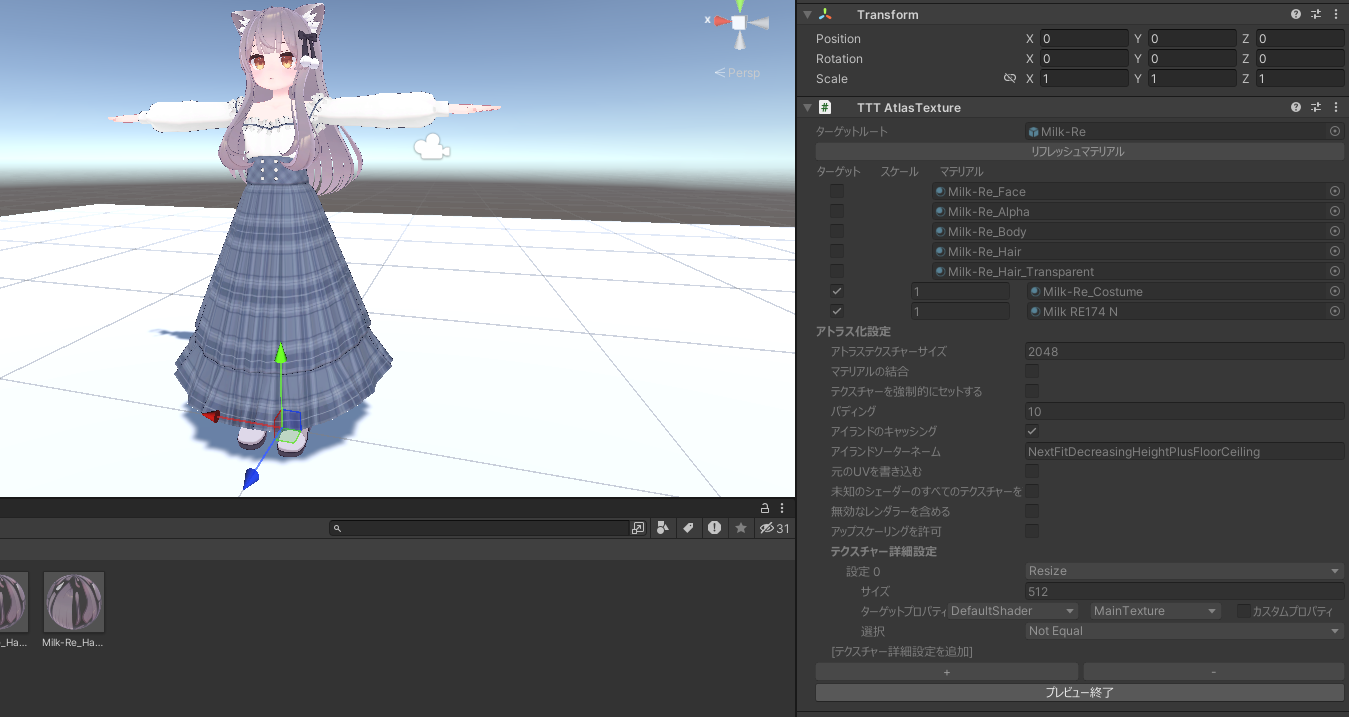 x
Persp
31
_Ha...
Milk-Re_Ha...
Transform
Position X 0 Y 0 Z 0
Rotation X 0 Y 0 Z 0
Scale X 1 Y 1 Z 1
# TTT AtlasTexture
ターゲットルート Milk-Re
リフレッシュマテリアル
ターゲット スケール マテリアル
Milk-Re_Face
Milk-Re_Alpha
Milk-Re_Body
Milk-Re_Hair
Milk-Re_Hair_Transparent
1 Milk-Re_Costume
1 Milk RE174 N
アトラス化設定
アトラステクスチャーサイズ 2048
マテリアルの結合
テクスチャーを強制的にセットする
パディング 10
アイランドのキャッシング
アイランドソーターネーム NextFitDecreasingHeightPlusFloorCeiling
元のUVを書き込む
未知のシェーダーのすべてのテクスチャーを
無効なレンダラーを含める
アップスケーリングを許可
テクスチャー詳細設定
設定 0 Resize
サイズ 512
ターゲットプロパティ DefaultShader MainTexture カスタムプロパティ
選択 Not Equal
[テクスチャー詳細設定を追加]
+ -
プレビュー終了